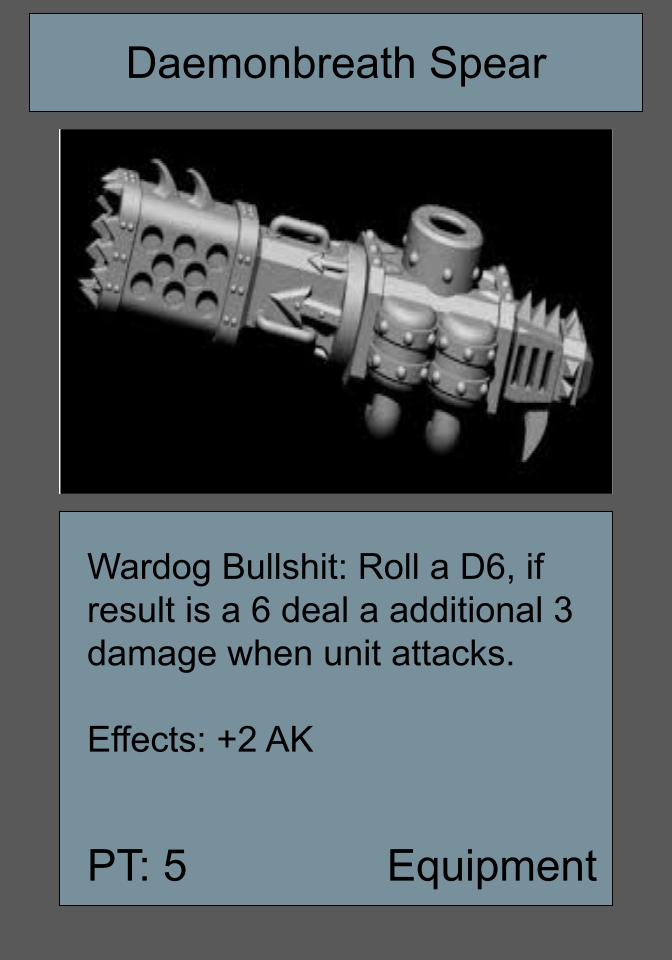 Daemonbreath Spear
Wardog Bullshit: Roll a D6, if
result is a 6 deal a additional 3
damage when unit attacks.
Effects: +2 AK
PT: 5
Equipment